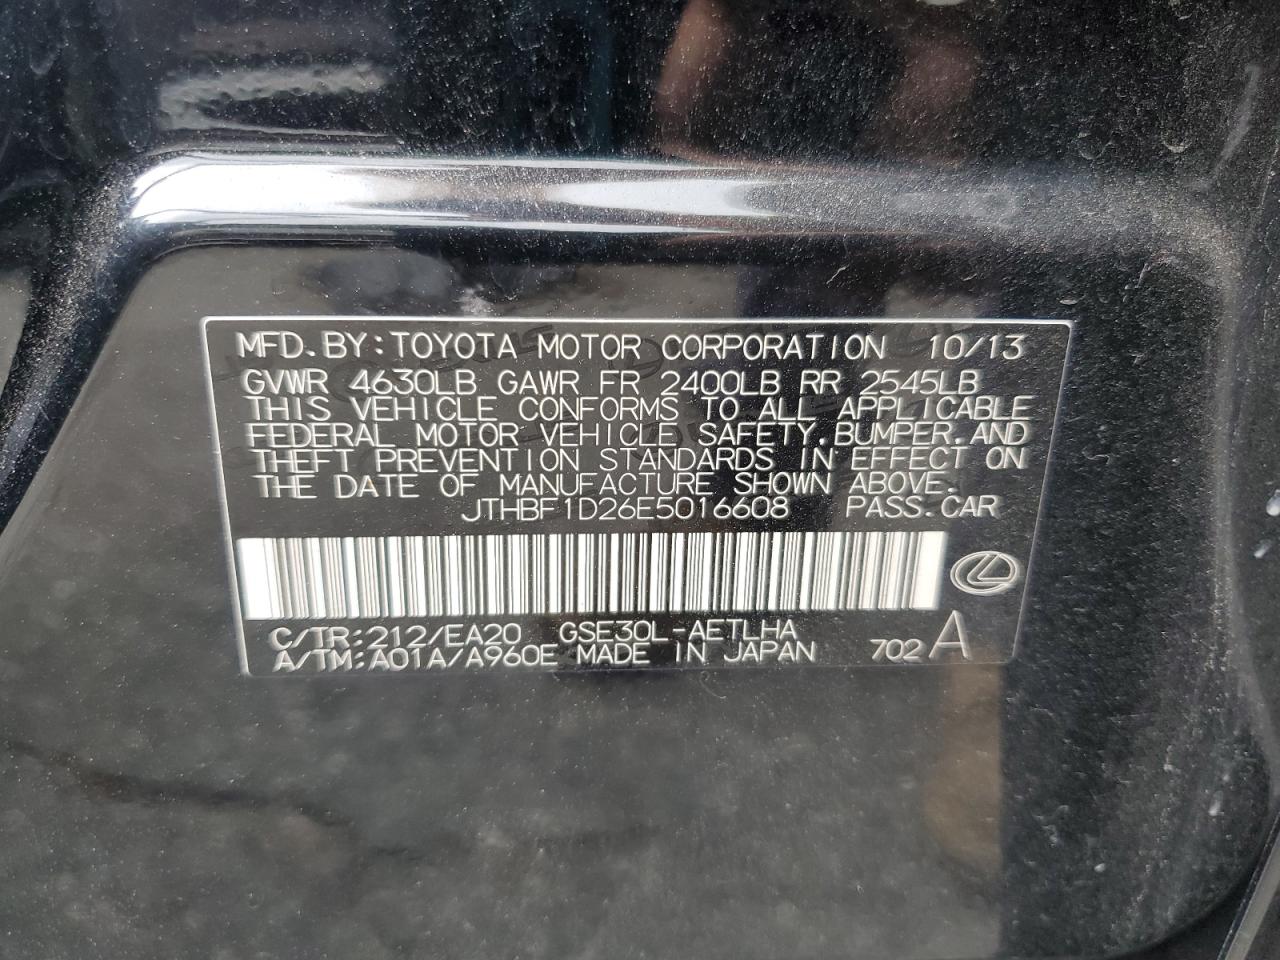 MFD. BY: TOYOTA MOTOR CORPORATION 10/13
GVWR 4630LB GAWR FR 2400LB RR 2545LB
THIS VEHICLE CONFORMS TO ALL APPLICABLE
FEDERAL MOTOR VEHICLE SAFETY, BUMPER, AND
THEFT PREVENTION STANDARDS IN EFFECT ON
THE DATE OF MANUFACTURE SHOWN ABOVE.
JTHBF1D26E5016608 PASS. CAR
C/TR: 212/EA20 GSE30L-AETLHA
A/TM: A01A/A960E MADE IN JAPAN 702 A